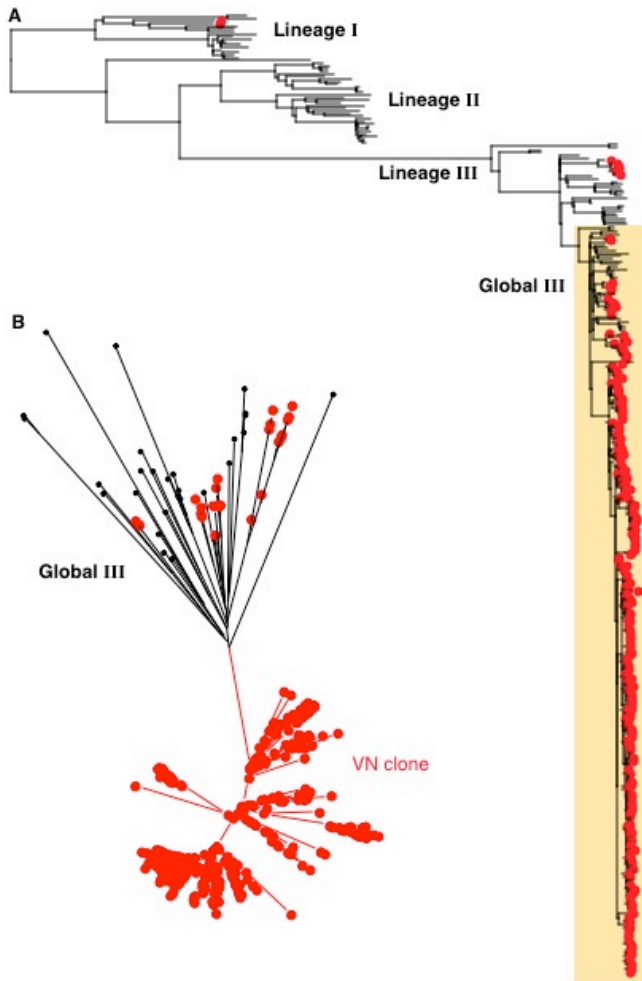 A
Lineage I
Lineage II
Lineage III
Global III
B
Global III
VN clone